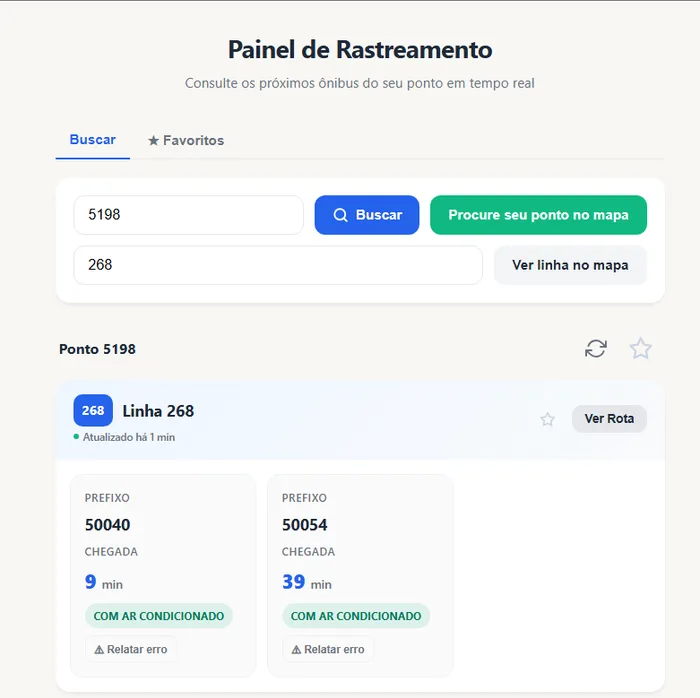 Painel de Rastreamento
Consulte os próximos ônibus do seu ponto em tempo real
Buscar
★ Favoritos
5198
Buscar
Procure seu ponto no mapa
268
Ver linha no mapa
Ponto 5198
268
Linha 268
Atualizado há 1 min
Ver Rota
PREFIXO
50040
CHEGADA
9 min
COM AR CONDICIONADO
⚠ Relatar erro
PREFIXO
50054
CHEGADA
39 min
COM AR CONDICIONADO
⚠ Relatar erro